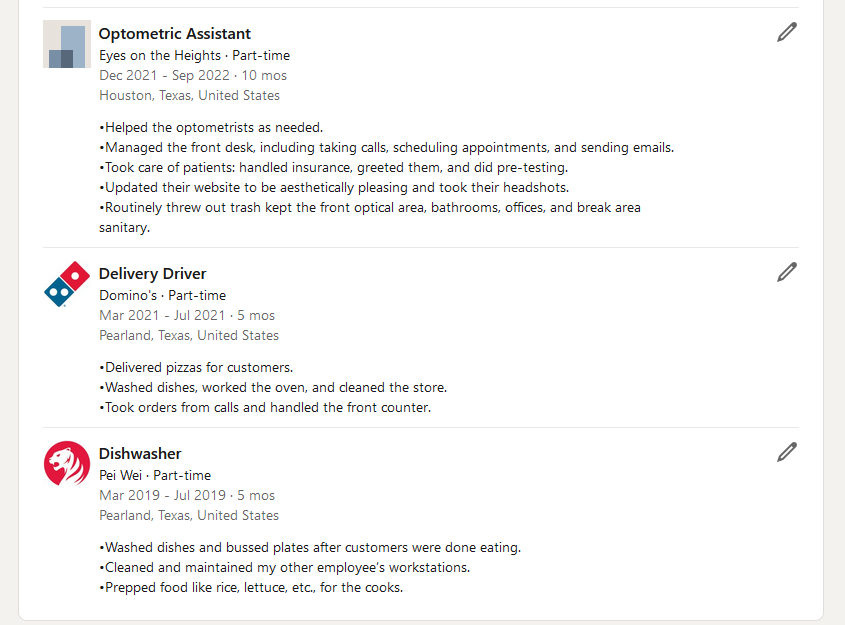 Optometric Assistant
Eyes on the Heights · Part-time
Dec 2021 - Sep 2022 · 10 mos
Houston, Texas, United States
•Helped the optometrists as needed.
•Managed the front desk, including taking calls, scheduling appointments, and sending emails.
•Took care of patients: handled insurance, greeted them, and did pre-testing.
•Updated their website to be aesthetically pleasing and took their headshots.
•Routinely threw out trash kept the front optical area, bathrooms, offices, and break area
sanitary.
Delivery Driver
Domino's · Part-time
Mar 2021 - Jul 2021 · 5 mos
Pearland, Texas, United States
•Delivered pizzas for customers.
•Washed dishes, worked the oven, and cleaned the store.
•Took orders from calls and handled the front counter.
Dishwasher
Pei Wei · Part-time
Mar 2019 - Jul 2019 · 5 mos
Pearland, Texas, United States
•Washed dishes and bussed plates after customers were done eating.
•Cleaned and maintained my other employee’s workstations.
•Prepped food like rice, lettuce, etc., for the cooks.